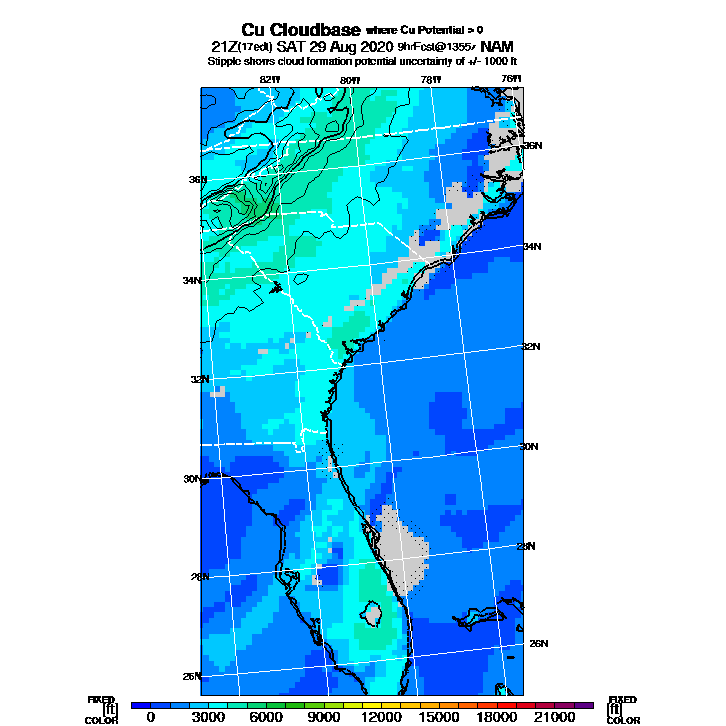 Cu Cloudbase where Cu Potential > 0
21Z(17edt) SAT 29 Aug 2020 9hrFcst@1355z NAM
Stipple shows cloud formation potential uncertainty of +/- 1000 ft
82W 80W 78W 76W
36N
36N
34N
34N
32N
32N
30N
30N
28N
28N
26N
26N
FIXED FIXED
[ft] 0 3000 6000 9000 12000 15000 18000 21000 [ft]
COLOR COLOR